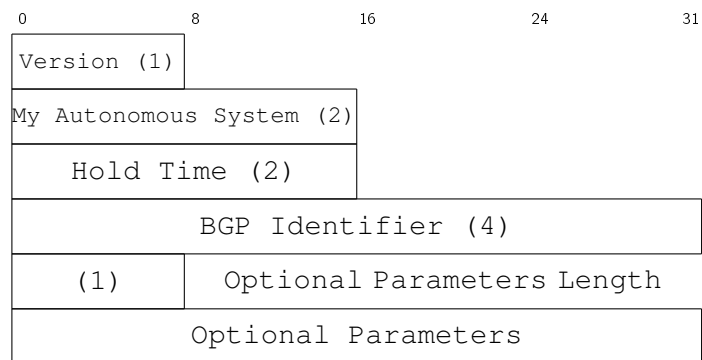 0 8 16 24 31
Version (1)
My Autonomous System (2)
Hold Time (2)
BGP Identifier (4)
(1) Optional Parameters Length
Optional Parameters